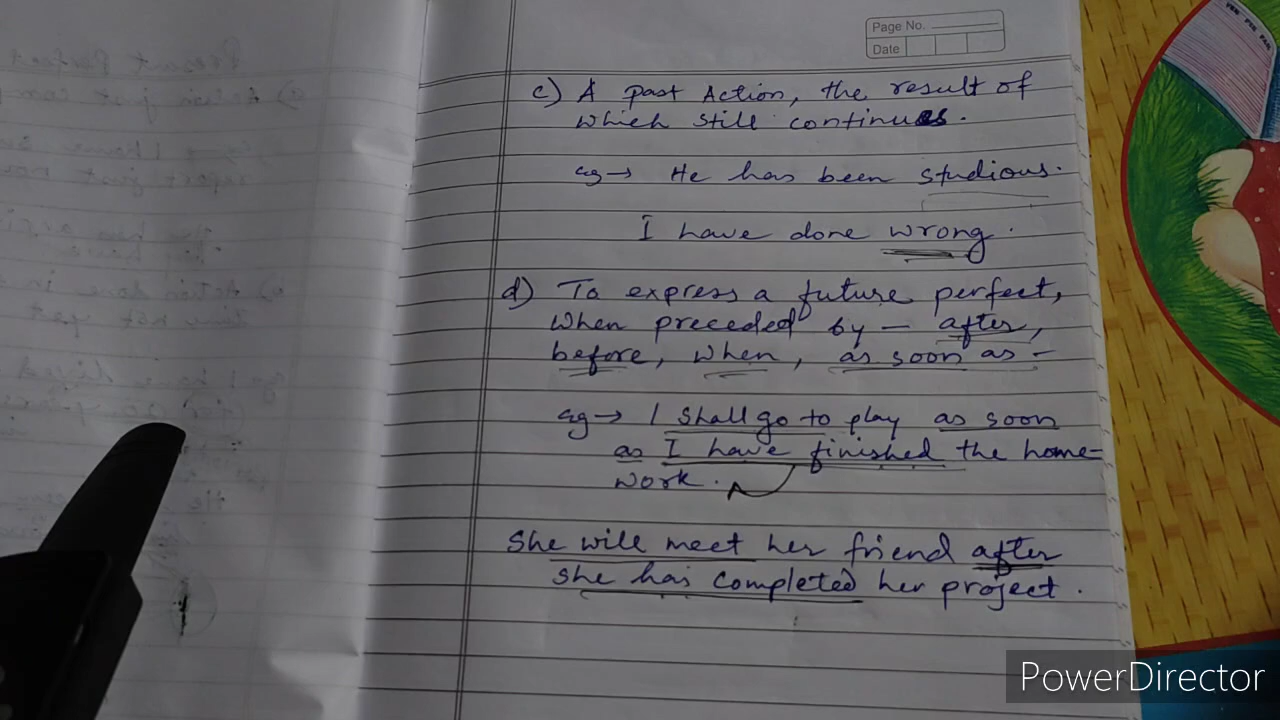 Page No.
Date
c) A past Action, the result of
which still continues.
eg→ He has been studious.
I have done wrong.
d) To express a future perfect,
when preceded by - after,
before, when, as soon as -
eg→ I shall go to play as soon
as I have finished the home-
work.
She will meet her friend after
she has completed her project.
PowerDirector